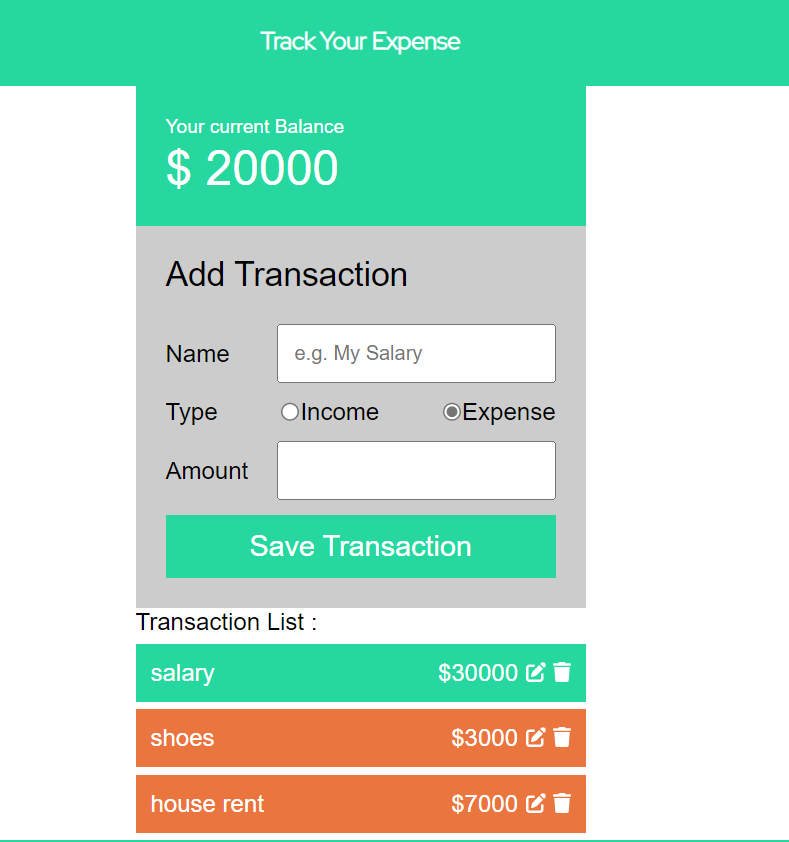 Track Your Expense
Your current Balance
$ 20000
Add Transaction
Name e.g. My Salary
Type Income Expense
Amount
Save Transaction
Transaction List :
salary $30000
shoes $3000
house rent $7000